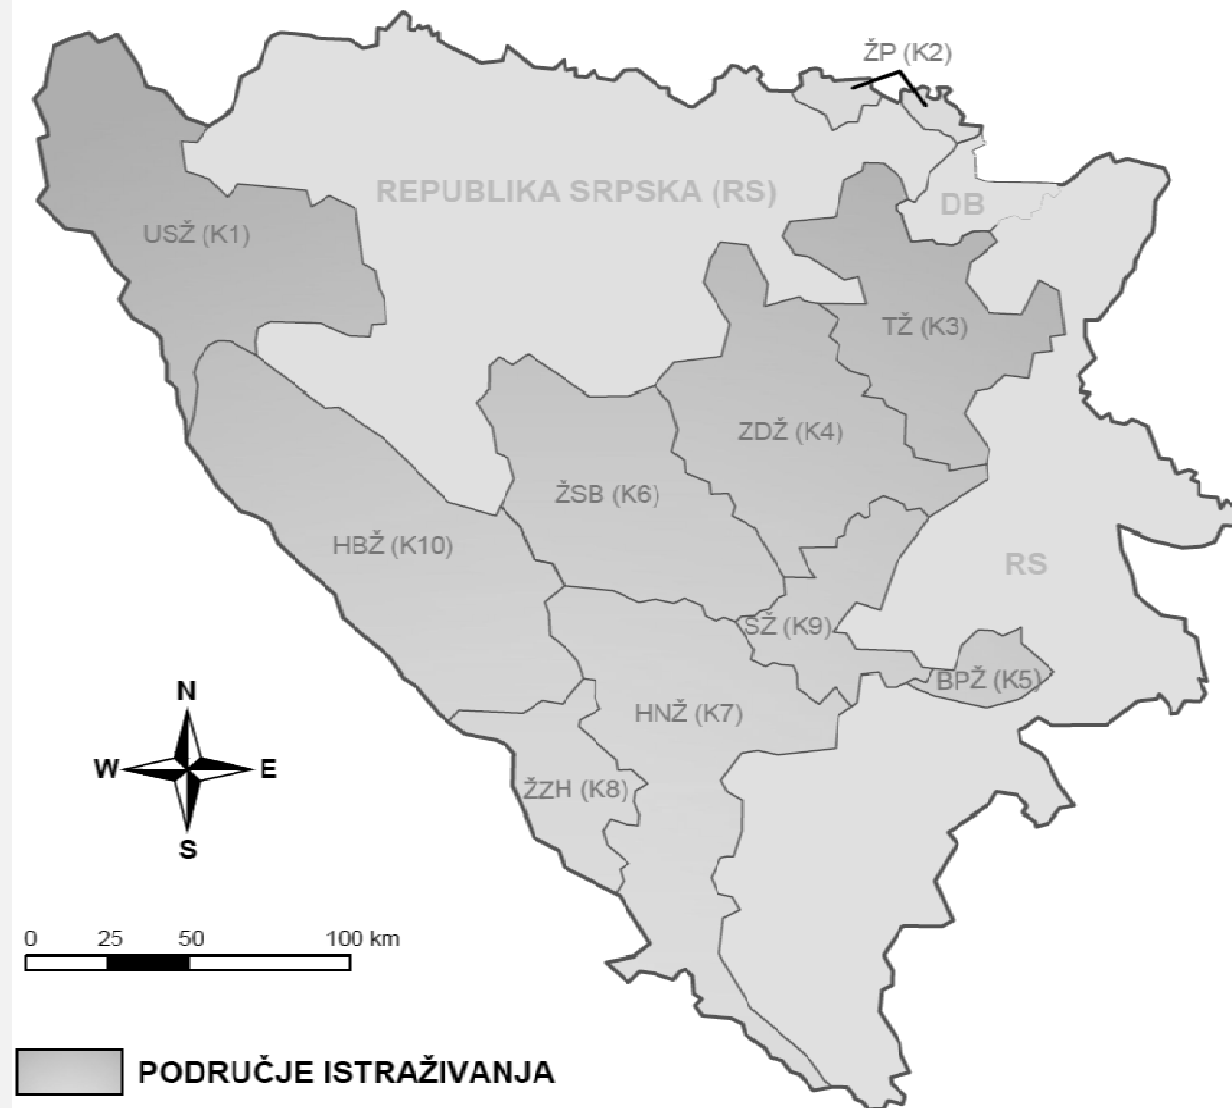 ŽP (K2)
REPUBLIKA SRPSKA (RS)
DB
USŽ (K1)
TŽ (K3)
ZDŽ (K4)
ŽSB (K6)
HBŽ (K10)
RS
SŽ (K9)
BPŽ (K5)
HNŽ (K7)
ŽZH (K8)
N
W E
S
0 25 50 100 km
PODRUČJE ISTRAŽIVANJA